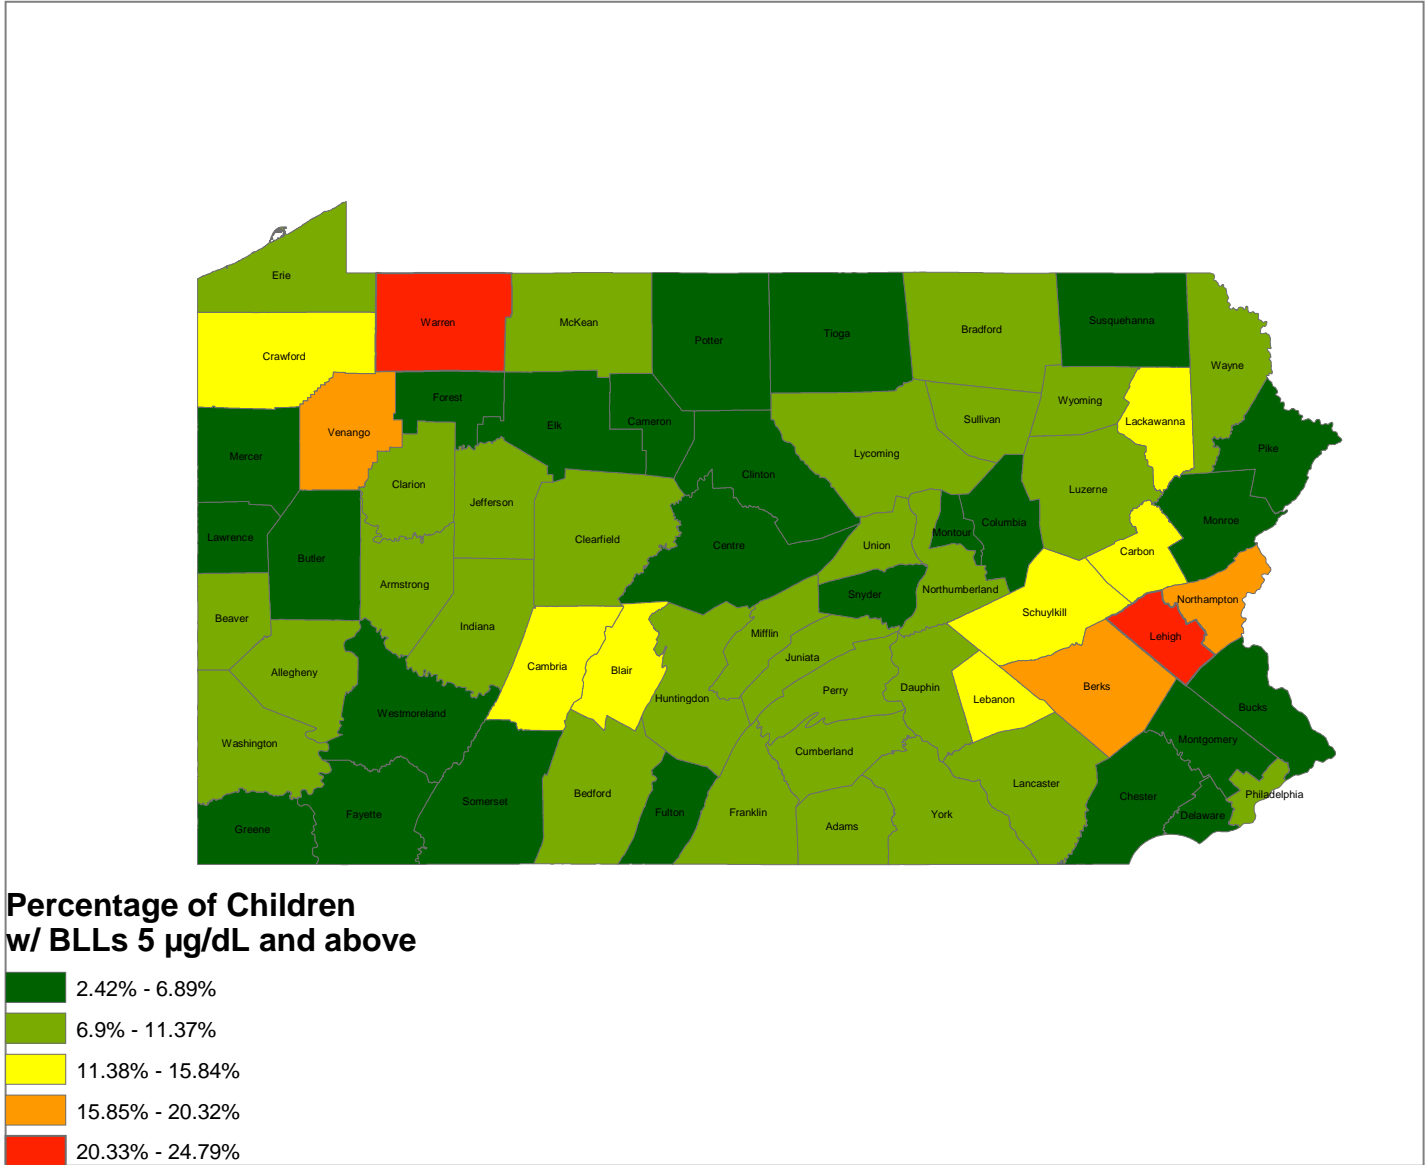 Erie
Warren
McKean
Potter
Tioga
Bradford
Susquehanna
Wayne
Crawford
Forest
Elk
Cameron
Venango
Mercer
Clarion
Jefferson
Clinton
Lycoming
Sullivan
Wyoming
Lackawanna
Pike
Luzerne
Monroe
Lawrence
Butler
Armstrong
Clearfield
Centre
Union
Montour
Columbia
Carbon
Snyder
Northumberland
Schuylkill
Northampton
Lehigh
Beaver
Indiana
Allegheny
Cambria
Blair
Huntingdon
Mifflin
Juniata
Perry
Dauphin
Lebanon
Berks
Bucks
Westmoreland
Washington
Cumberland
Montgomery
Greene
Fayette
Somerset
Bedford
Fulton
Franklin
Adams
York
Lancaster
Chester
Delaware
Philadelphia
Percentage of Children
w/ BLLs 5 µg/dL and above
2.42% - 6.89%
6.9% - 11.37%
11.38% - 15.84%
15.85% - 20.32%
20.33% - 24.79%